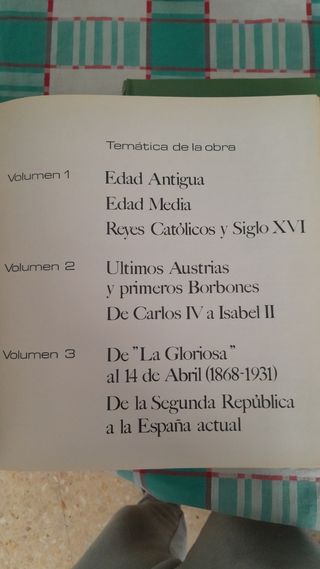 Temática de la obra
Volumen 1
Edad Antigua
Edad Media
Reyes Católicos y Siglo XVI
Volumen 2
Ultimos Austrias
y primeros Borbones
De Carlos IV a Isabel II
Volumen 3
De "La Gloriosa"
al 14 de Abril (1868-1931)
De la Segunda República
a la España actual